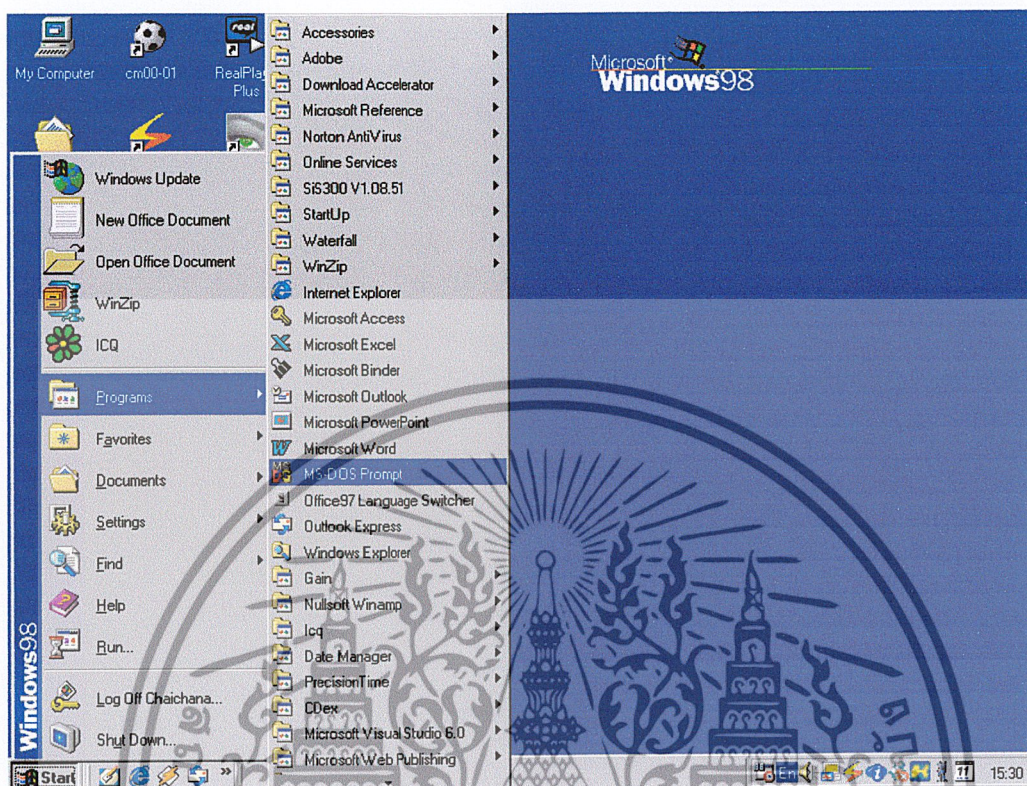 My Computer
cm00-01
Microsoft
Windows 98
Windows Update
New Office Document
Open Office Document
WinZip
ICQ
Programs
Favorites
Documents
Settings
Find
Help
Run...
Log Off Chaichana...
Shut Down...
Windows98
Accessories
Adobe
Download Accelerator
Microsoft Reference
Norton AntiVirus
Online Services
SiS300 V1.08.51
StartUp
Waterfall
WinZip
Internet Explorer
Microsoft Access
Microsoft Excel
Microsoft Binder
Microsoft Outlook
Microsoft PowerPoint
Microsoft Word
MS-DOS Prompt
Office97 Language Switcher
Outlook Express
Windows Explorer
Gain
Nullsoft Winamp
Icq
Date Manager
PrecisionTime
CDex
Microsoft Visual Studio 6.0
Microsoft Web Publishing
Start
»
En
11
15:30
real
Plus